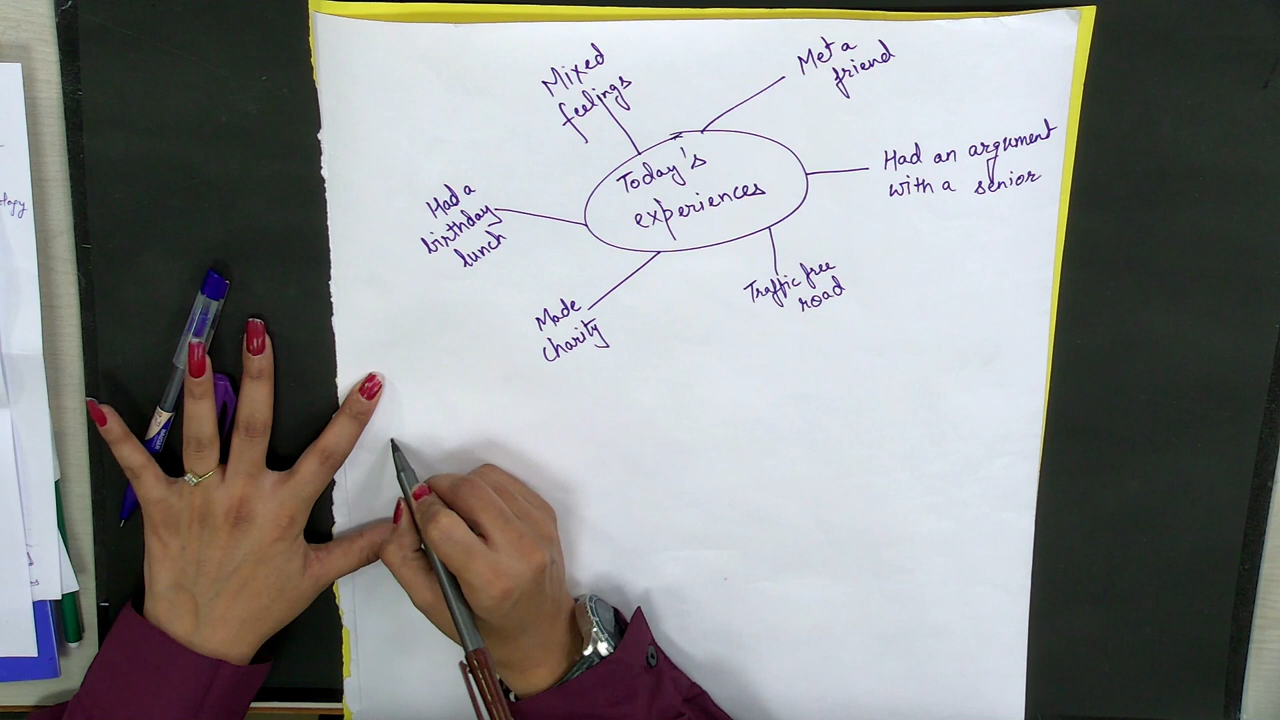 Mixed
feelings
Met a
friend
Today's
experiences
Had an argument
with a senior
Had a
birthday
lunch
Traffic free
road
Made
charity